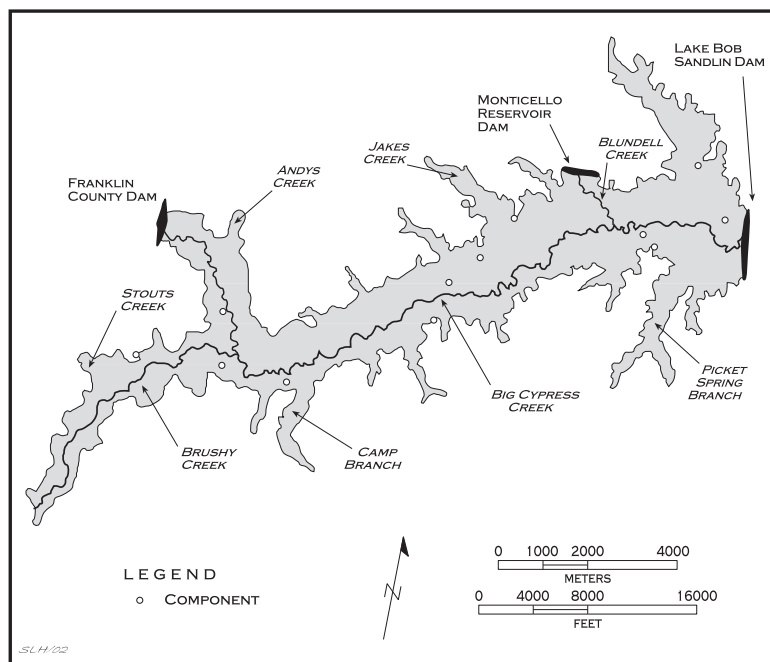 LAKE BOB
SANDLIN DAM
MONTICELLO
RESERVOIR
DAM
JAKES
CREEK
BLUNDELL
CREEK
ANDYS
CREEK
FRANKLIN
COUNTY DAM
STOUTS
CREEK
PICKET
SPRING
BRANCH
BIG CYPRESS
CREEK
BRUSHY
CREEK
CAMP
BRANCH
LEGEND
COMPONENT
N
0 1000 2000 4000
METERS
0 4000 8000 16000
FEET
SLH/02